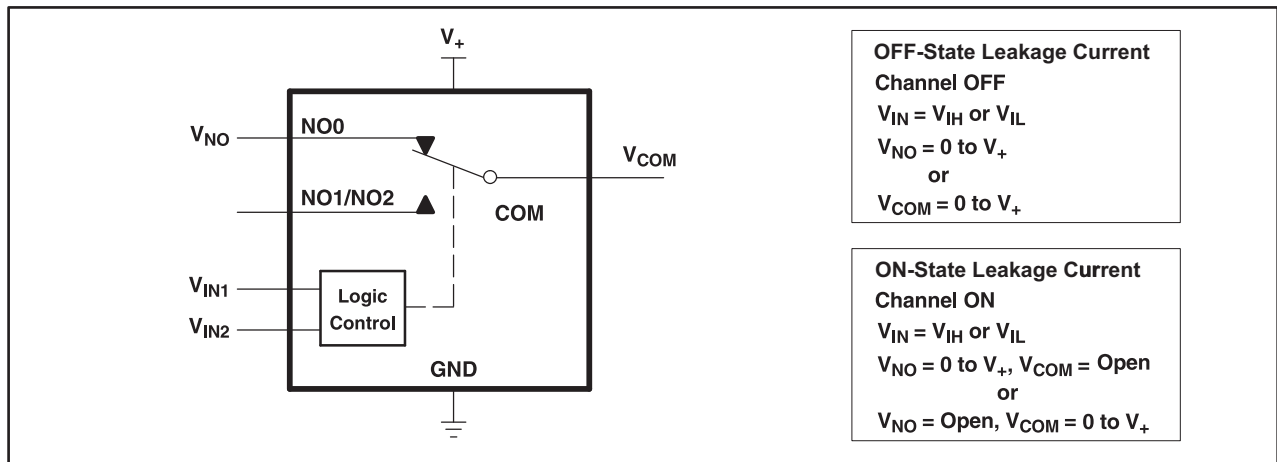 V+
VNO
NO0
VCOM
NO1/NO2
COM
VIN1
VIN2
Logic
Control
GND
OFF-State Leakage Current
Channel OFF
VIN = VIH or VIL
VNO = 0 to V+
or
VCOM = 0 to V+
ON-State Leakage Current
Channel ON
VIN = VIH or VIL
VNO = 0 to V+, VCOM = Open
or
VNO = Open, VCOM = 0 to V+